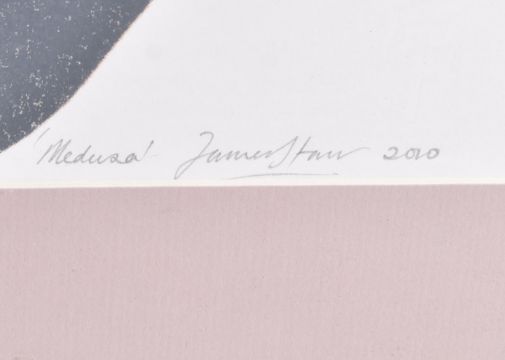 'Medusa' James Starr 2010